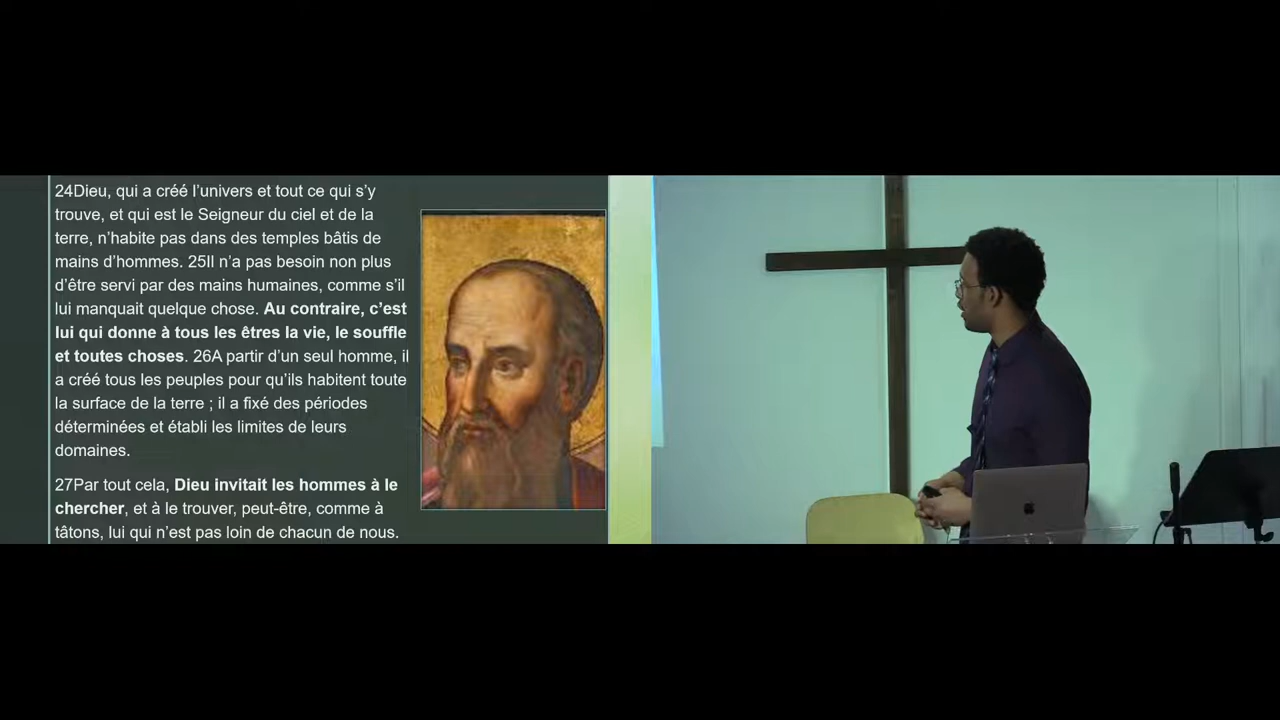 24Dieu, qui a créé l’univers et tout ce qui s’y
trouve, et qui est le Seigneur du ciel et de la
terre, n’habite pas dans des temples bâtis de
mains d’hommes. 25Il n’a pas besoin non plus
d’être servi par des mains humaines, comme s’il
lui manquait quelque chose. Au contraire, c’est
lui qui donne à tous les êtres la vie, le souffle
et toutes choses. 26A partir d’un seul homme, il
a créé tous les peuples pour qu’ils habitent toute
la surface de la terre ; il a fixé des périodes
déterminées et établi les limites de leurs
domaines.
27Par tout cela, Dieu invitait les hommes à le
chercher, et à le trouver, peut-être, comme à
tâtons, lui qui n’est pas loin de chacun de nous.